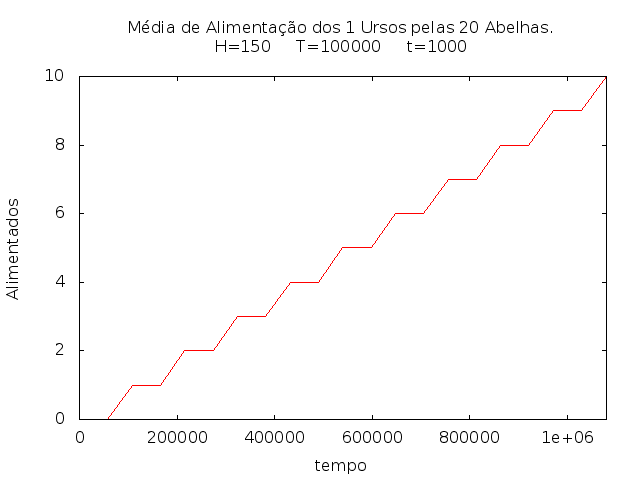 Média de Alimentação dos 1 Ursos pelas 20 Abelhas.
H=150 T=100000 t=1000
10
8
6
4
2
0
Alimentados
0 200000 400000 600000 800000 1e+06
tempo